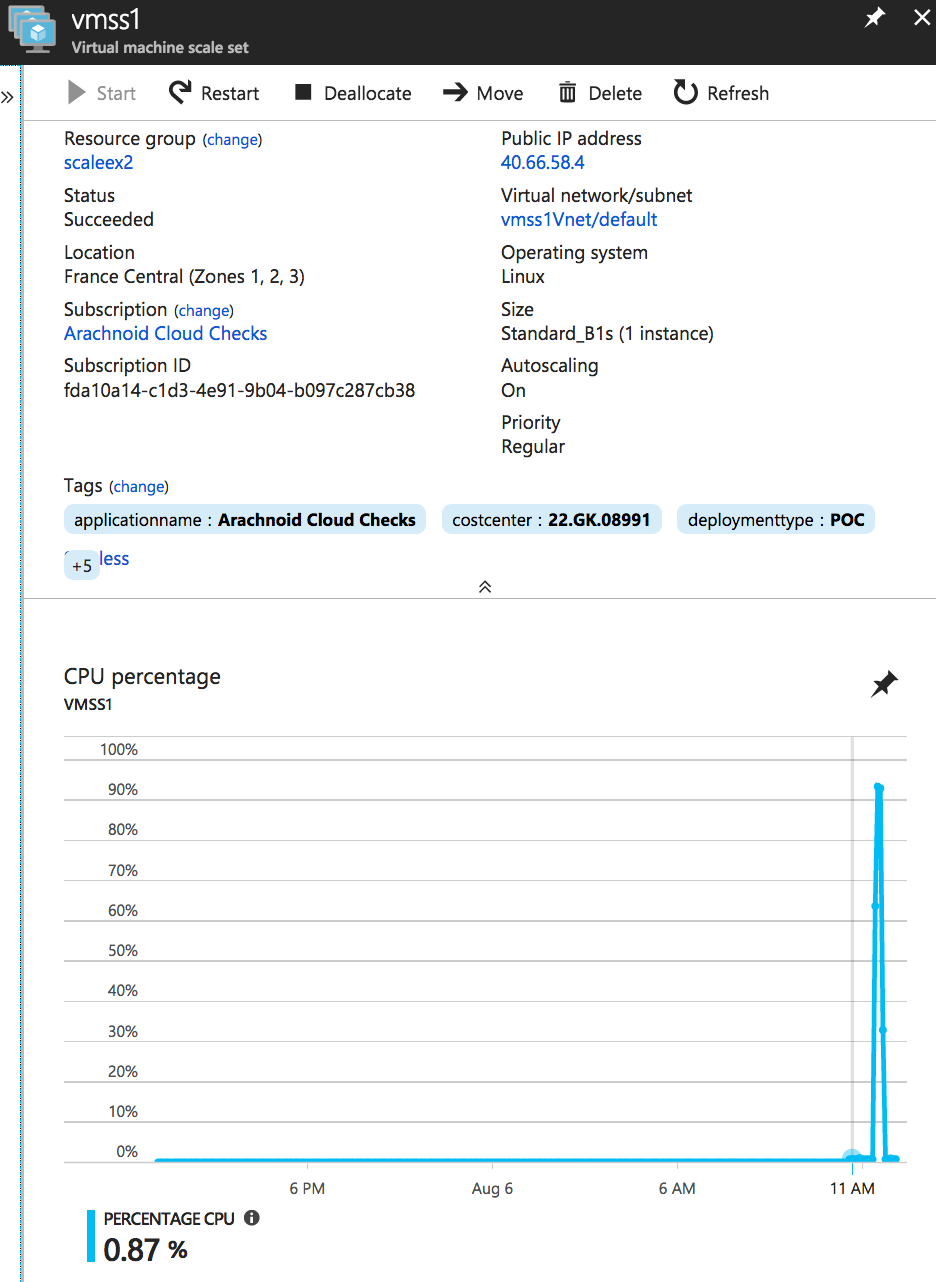 vmss1
Virtual machine scale set
Start Restart Deallocate Move Delete Refresh
Resource group (change)
scaleex2
Status
Succeeded
Location
France Central (Zones 1, 2, 3)
Subscription (change)
Arachnoid Cloud Checks
Subscription ID
fda10a14-c1d3-4e91-9b04-b097c287cb38
Public IP address
40.66.58.4
Virtual network/subnet
vmss1Vnet/default
Operating system
Linux
Size
Standard_B1s (1 instance)
Autoscaling
On
Priority
Regular
Tags (change)
applicationname : Arachnoid Cloud Checks costcenter : 22.GK.08991 deploymenttype : POC
+5 less
CPU percentage
VMSS1
100%
90%
80%
70%
60%
50%
40%
30%
20%
10%
0%
6 PM Aug 6 6 AM 11 AM
PERCENTAGE CPU
0.87 %